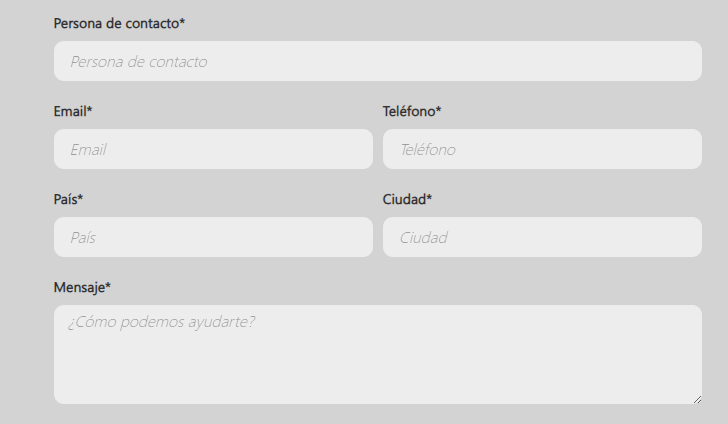 Persona de contacto*
Persona de contacto
Email*
Teléfono*
Email
Teléfono
País*
Ciudad*
País
Ciudad
Mensaje*
¿Cómo podemos ayudarte?